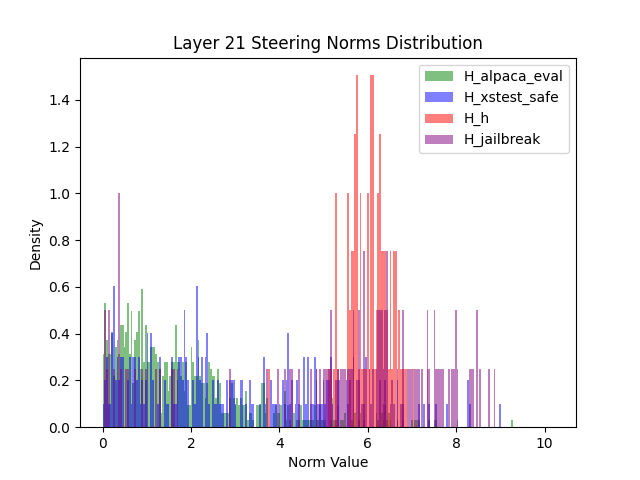 Layer 21 Steering Norms Distribution
H_alpaca_eval
H_xstest_safe
H_h
H_jailbreak
Density
1.4
1.2
1.0
0.8
0.6
0.4
0.2
0.0
0 2 4 6 8 10
Norm Value